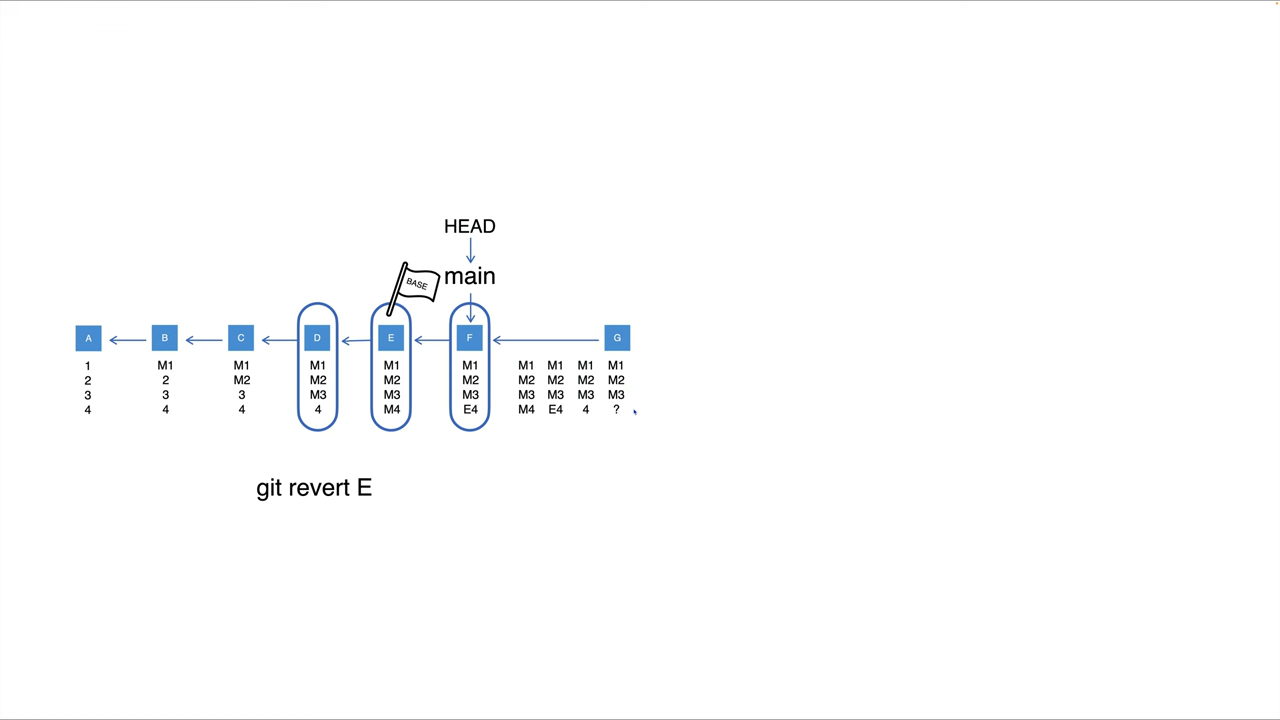 HEAD
main
BASE
A B C D E F G
1 M1 M1 M1 M1 M1 M1 M1 M1 M1
2 2 M2 M2 M2 M2 M2 M2 M2 M2
3 3 3 M3 M3 M3 M3 M3 M3 M3
4 4 4 4 M4 E4 M4 E4 4 ?
git revert E